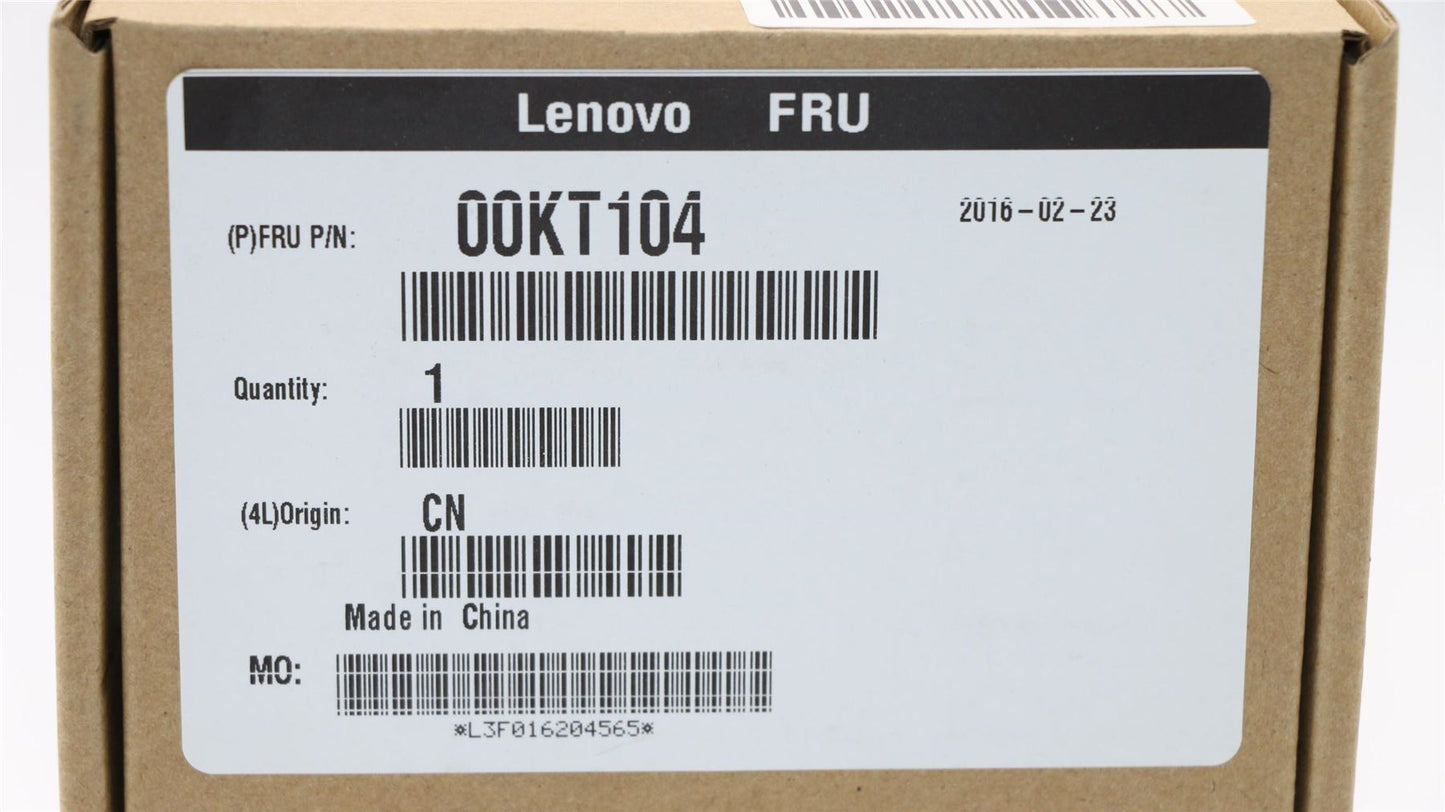 Lenovo FRU
(P)FRU P/N: 00KT104 2016-02-23
Quantity: 1
(4L)Origin: CN
Made in China
MO:
*L3F016204565*